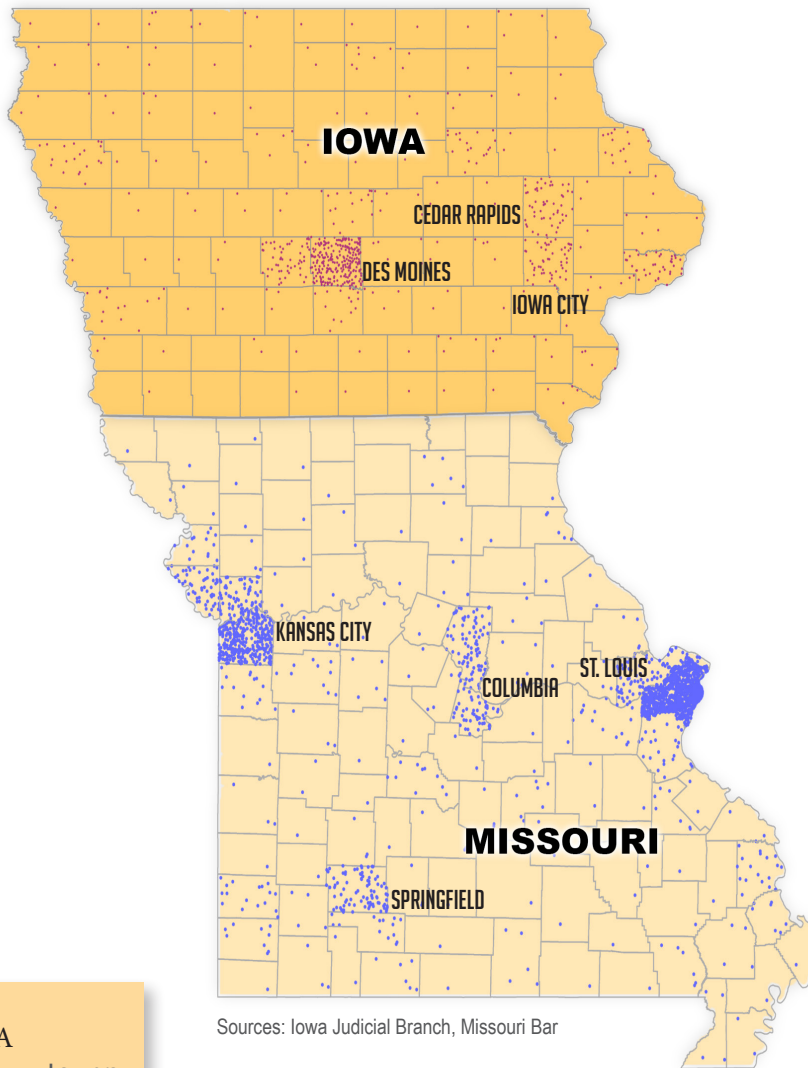 IOWA
CEDAR RAPIDS
DES MOINES
IOWA CITY
KANSAS CITY
ST. LOUIS
COLUMBIA
MISSOURI
SPRINGFIELD
Sources: Iowa Judicial Branch, Missouri Bar
A